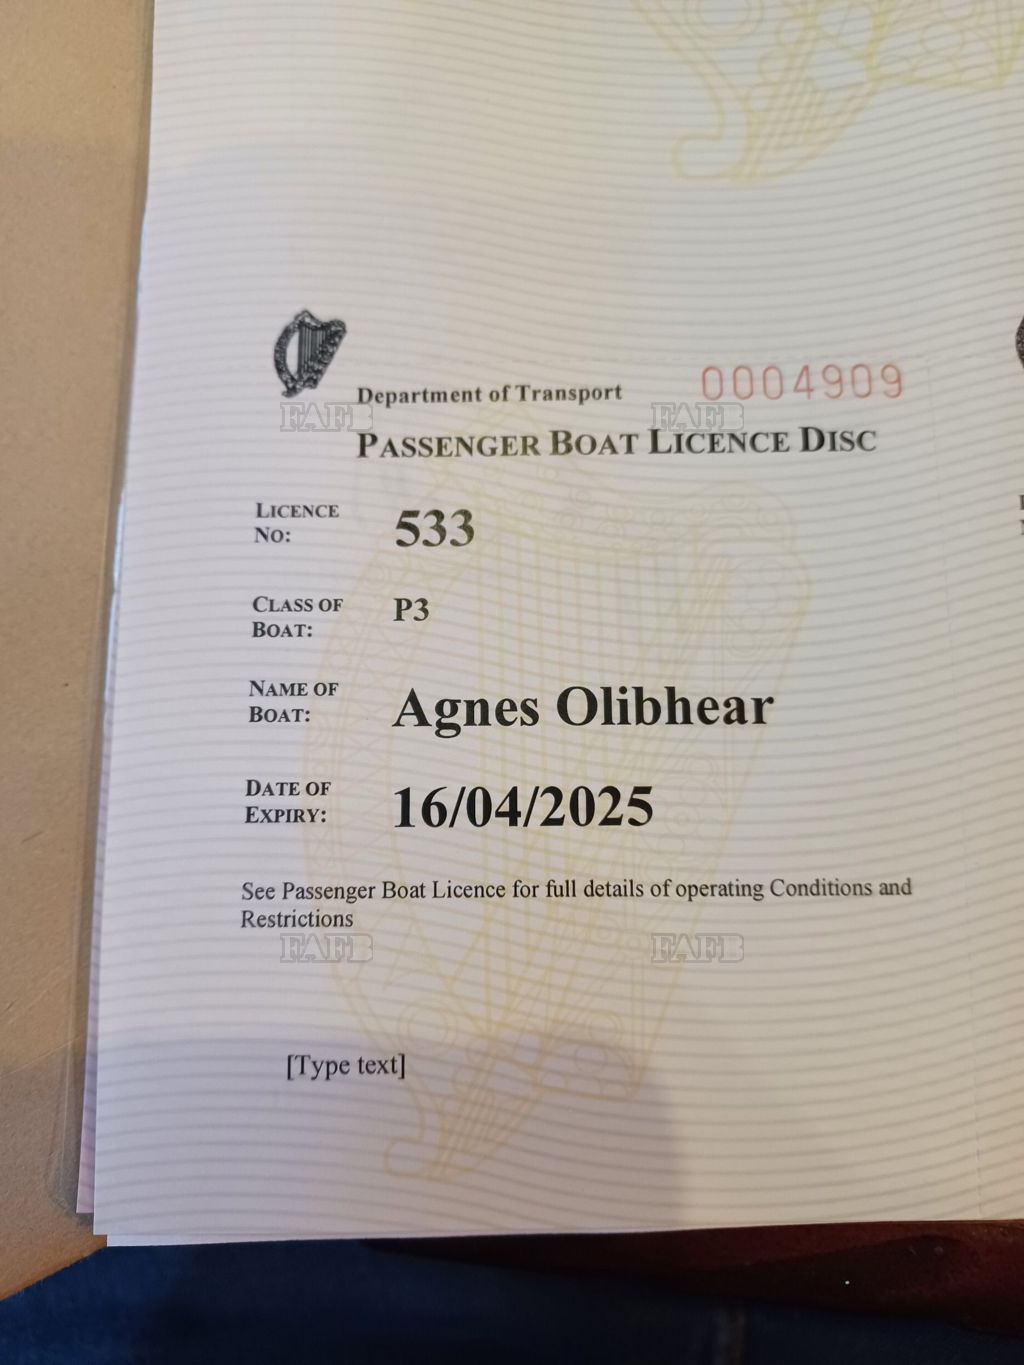 Department of Transport
0004909
FAFB FAFB
PASSENGER BOAT LICENCE DISC
LICENCE
NO:
533
CLASS OF
BOAT:
P3
NAME OF
BOAT:
Agnes Olibhear
DATE OF
EXPIRY:
16/04/2025
See Passenger Boat Licence for full details of operating Conditions and
Restrictions
FAFB FAFB
[Type text]